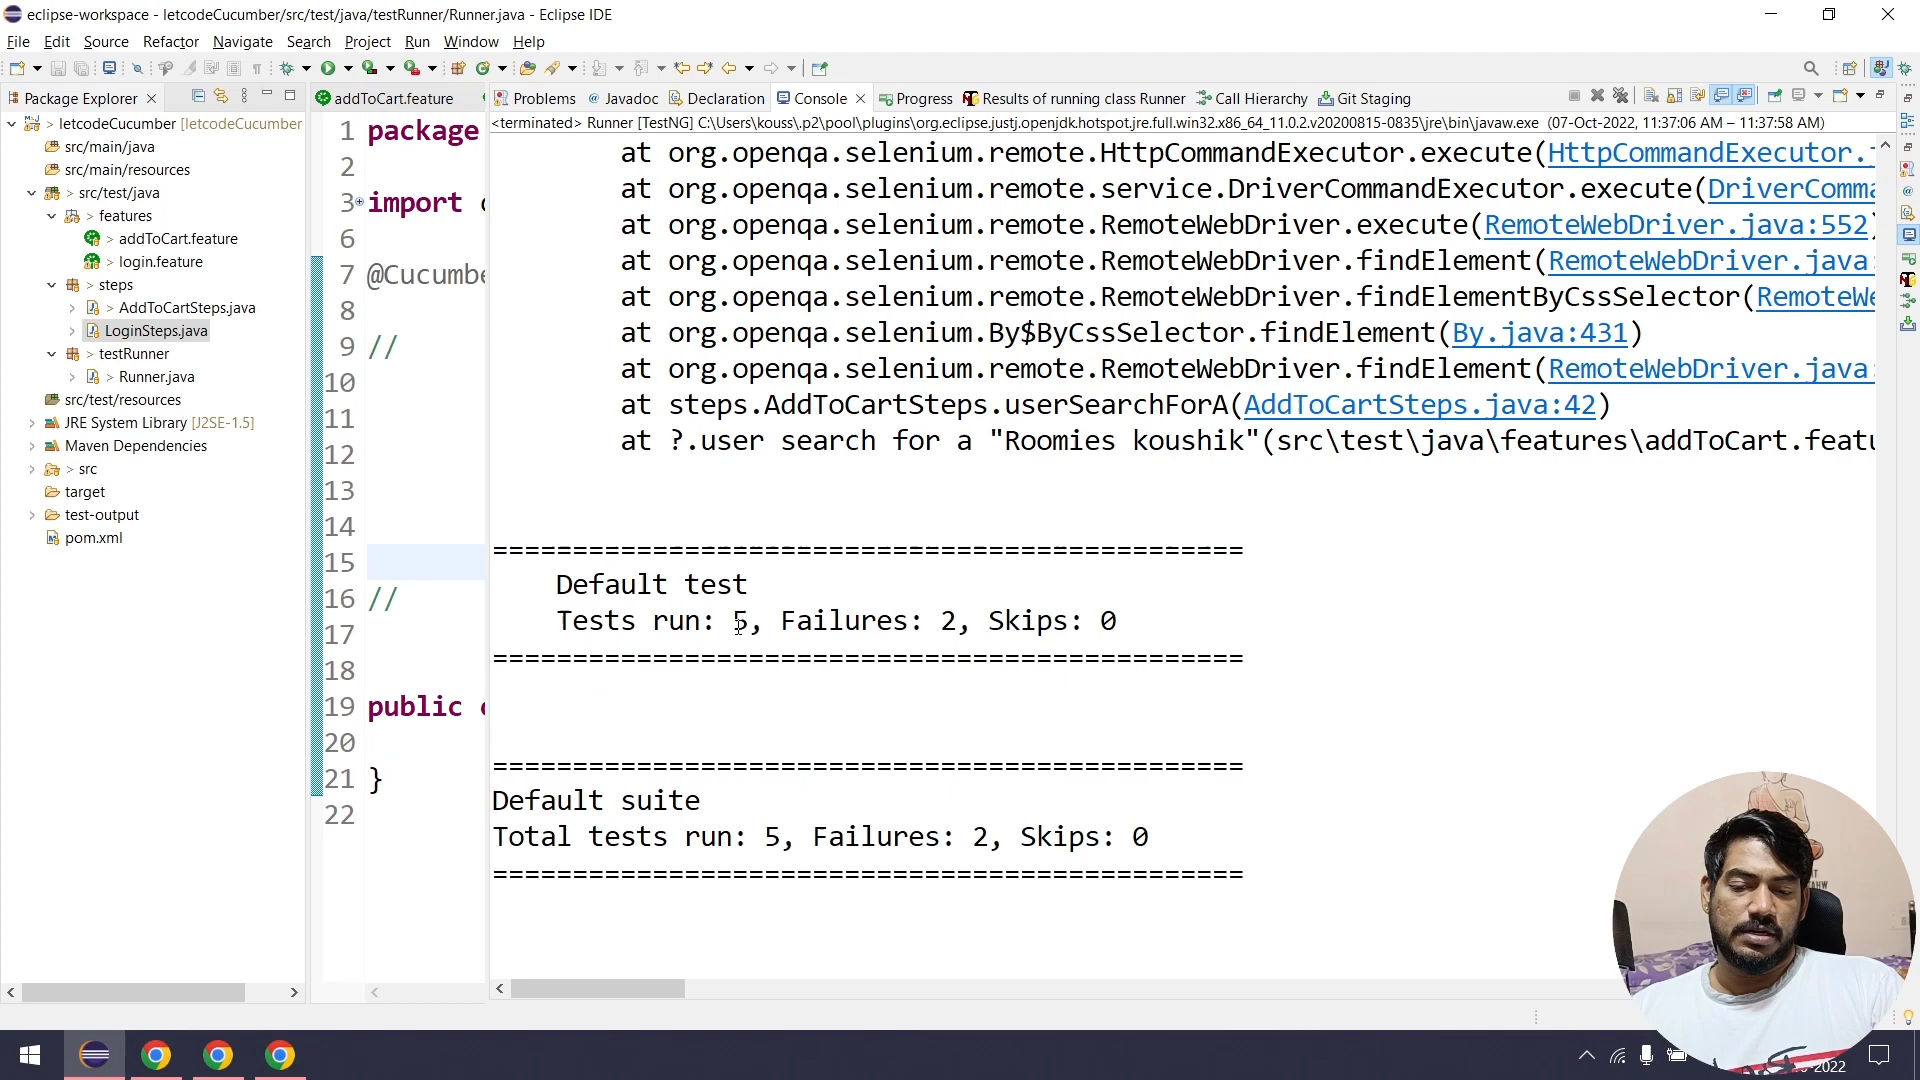 eclipse-workspace - letcodeCucumber/src/test/java/testRunner/Runner.java - Eclipse IDE
File Edit Source Refactor Navigate Search Project Run Window Help
Package Explorer
addToCart.feature
Problems Javadoc Declaration Console Progress Results of running class Runner Call Hierarchy Git Staging
<terminated> Runner [TestNG] C:\Users\kouss\.p2\pool\plugins\org.eclipse.justj.openjdk.hotspot.jre.full.win32.x86_64_11.0.2.v20200815-0835\jre\bin\javaw.exe (07-Oct-2022, 11:37:06 AM – 11:37:58 AM)
> letcodeCucumber [letcodeCucumber
src/main/java
src/main/resources
src/test/java
> features
> addToCart.feature
> login.feature
> steps
> AddToCartSteps.java
LoginSteps.java
> testRunner
> Runner.java
src/test/resources
JRE System Library [J2SE-1.5]
Maven Dependencies
> src
target
test-output
pom.xml
1 package
2
3 import
6
7 @Cucumbe
8
9 //
10
11
12
13
14
15
16 //
17
18
19 public
20
21 }
22
at org.openqa.selenium.remote.HttpCommandExecutor.execute(HttpCommandExecutor.
at org.openqa.selenium.remote.service.DriverCommandExecutor.execute(DriverComma
at org.openqa.selenium.remote.RemoteWebDriver.execute(RemoteWebDriver.java:552)
at org.openqa.selenium.remote.RemoteWebDriver.findElement(RemoteWebDriver.java:
at org.openqa.selenium.remote.RemoteWebDriver.findElementByCssSelector(RemoteWe
at org.openqa.selenium.By$ByCssSelector.findElement(By.java:431)
at org.openqa.selenium.remote.RemoteWebDriver.findElement(RemoteWebDriver.java:
at steps.AddToCartSteps.userSearchForA(AddToCartSteps.java:42)
at ?.user search for a "Roomies koushik"(src\test\java\features\addToCart.featu
===============================================
Default test
Tests run: 5, Failures: 2, Skips: 0
===============================================
===============================================
Default suite
Total tests run: 5, Failures: 2, Skips: 0
===============================================
-2022